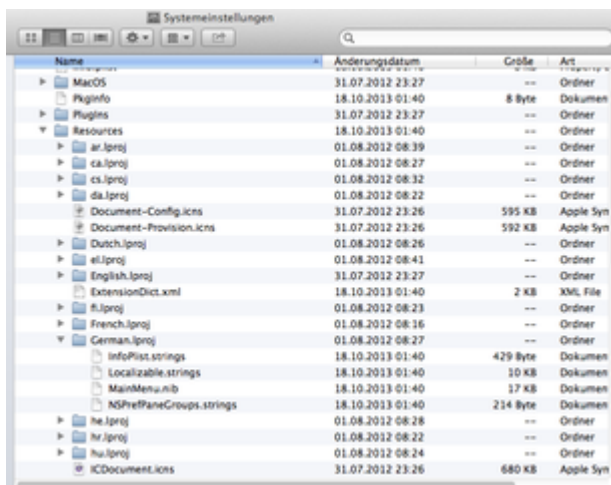 Systemeinstellungen
Name Änderungsdatum Größe Art
MacOS 31.07.2012 23:27 -- Ordner
PkgInfo 18.10.2013 01:40 8 Byte Dokumen
PlugIns 31.07.2012 23:27 -- Ordner
Resources 18.10.2013 01:40 -- Ordner
ar.lproj 01.08.2012 08:39 -- Ordner
ca.lproj 01.08.2012 08:27 -- Ordner
cs.lproj 01.08.2012 08:32 -- Ordner
da.lproj 01.08.2012 08:22 -- Ordner
Document-Config.icns 31.07.2012 23:26 595 KB Apple Syn
Document-Provision.icns 31.07.2012 23:26 592 KB Apple Syn
Dutch.lproj 01.08.2012 08:26 -- Ordner
el.lproj 01.08.2012 08:41 -- Ordner
English.lproj 31.07.2012 23:27 -- Ordner
ExtensionDict.xml 18.10.2013 01:40 2 KB XML File
fi.lproj 01.08.2012 08:23 -- Ordner
French.lproj 01.08.2012 08:16 -- Ordner
German.lproj 01.08.2012 08:27 -- Ordner
InfoPlist.strings 18.10.2013 01:40 429 Byte Dokumen
Localizable.strings 18.10.2013 01:40 10 KB Dokumen
MainMenu.nib 18.10.2013 01:40 17 KB Dokumen
NSPrefPaneGroups.strings 18.10.2013 01:40 214 Byte Dokumen
he.lproj 01.08.2012 08:28 -- Ordner
hr.lproj 01.08.2012 08:22 -- Ordner
hu.lproj 01.08.2012 08:24 -- Ordner
ICDocument.icns 31.07.2012 23:26 680 KB Apple Syn